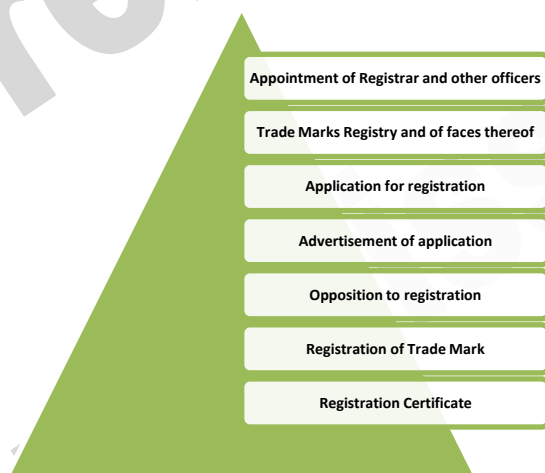 Appointment of Registrar and other officers
Trade Marks Registry and of faces thereof
Application for registration
Advertisement of application
Opposition to registration
Registration of Trade Mark
Registration Certificate